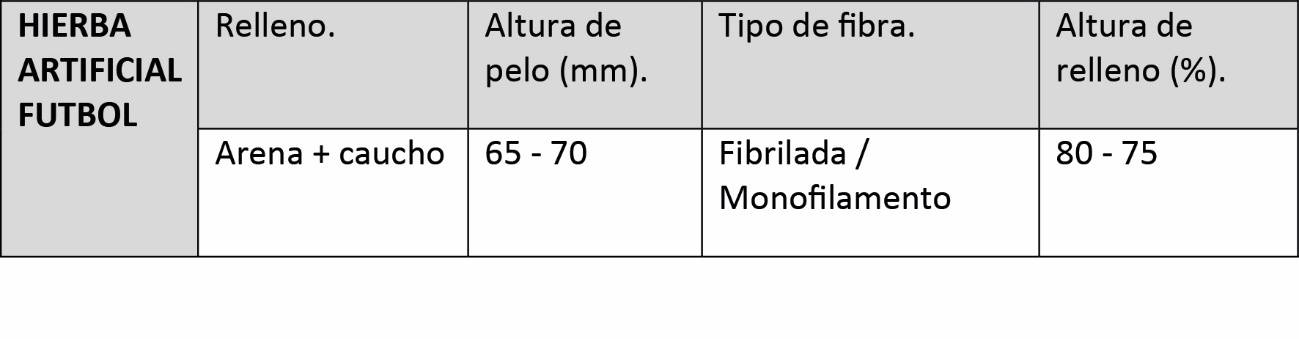 HIERBA
ARTIFICIAL
FUTBOL
Relleno.
Altura de
pelo (mm).
Tipo de fibra.
Altura de
relleno (%).
Arena + caucho
65 - 70
Fibrilada /
Monofilamento
80 - 75